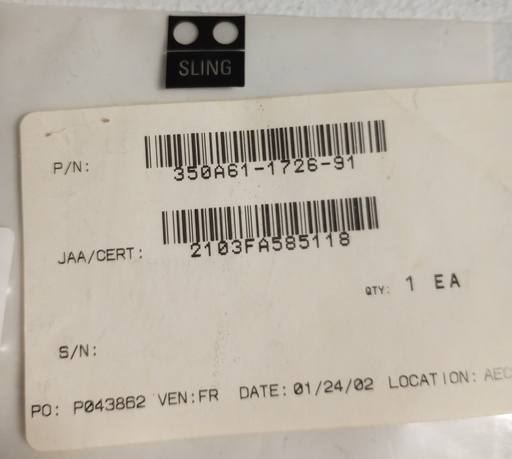 SLING
P/N: 350A61-1726-91
JAA/CERT: 2103FA585118
QTY: 1 EA
S/N:
PO: P043862 VEN:FR DATE: 01/24/02 LOCATION: AEC